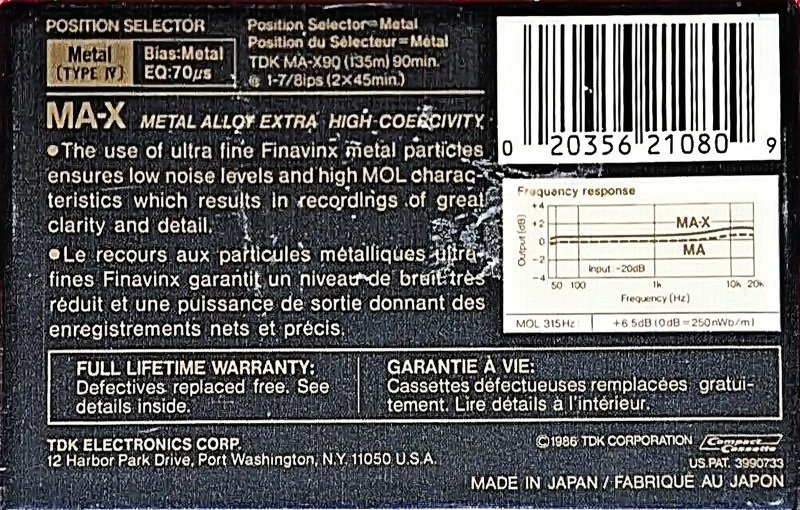 POSITION SELECTOR
Metal
(TYPE IV)
Bias:Metal
EQ:70μs
Position Selector=Metal
Position du Sélecteur=Métal
TDK MA-X90 (135m) 90min.
@ 1-7/8ips (2×45min.)
MA-X METAL ALLOY EXTRA HIGH-COERCIVITY
●The use of ultra fine Finavinx metal particles
ensures low noise levels and high MOL charac-
teristics which results in recordings of great
clarity and detail.
●Le recours aux particules métalliques ultra-
fines Finavinx garantit un niveau de bruit très
réduit et une puissance de sortie donnant des
enregistrements nets et précis.
0 20356 21080 9
Frequency response
Output (dB)
+4
+2
0
−2
−4
MA-X
MA
Input −20dB
50 100 1k 10k 20k
Frequency (Hz)
MOL 315Hz +6.5dB (0dB=250nWb/m)
FULL LIFETIME WARRANTY:
Defectives replaced free. See
details inside.
GARANTIE À VIE:
Cassettes défectueuses remplacées gratui-
tement. Lire détails à l'intérieur.
TDK ELECTRONICS CORP.
12 Harbor Park Drive, Port Washington, N.Y. 11050 U.S.A.
©1986 TDK CORPORATION
Compact
Cassette
US.PAT. 3990733
MADE IN JAPAN / FABRIQUÉ AU JAPON